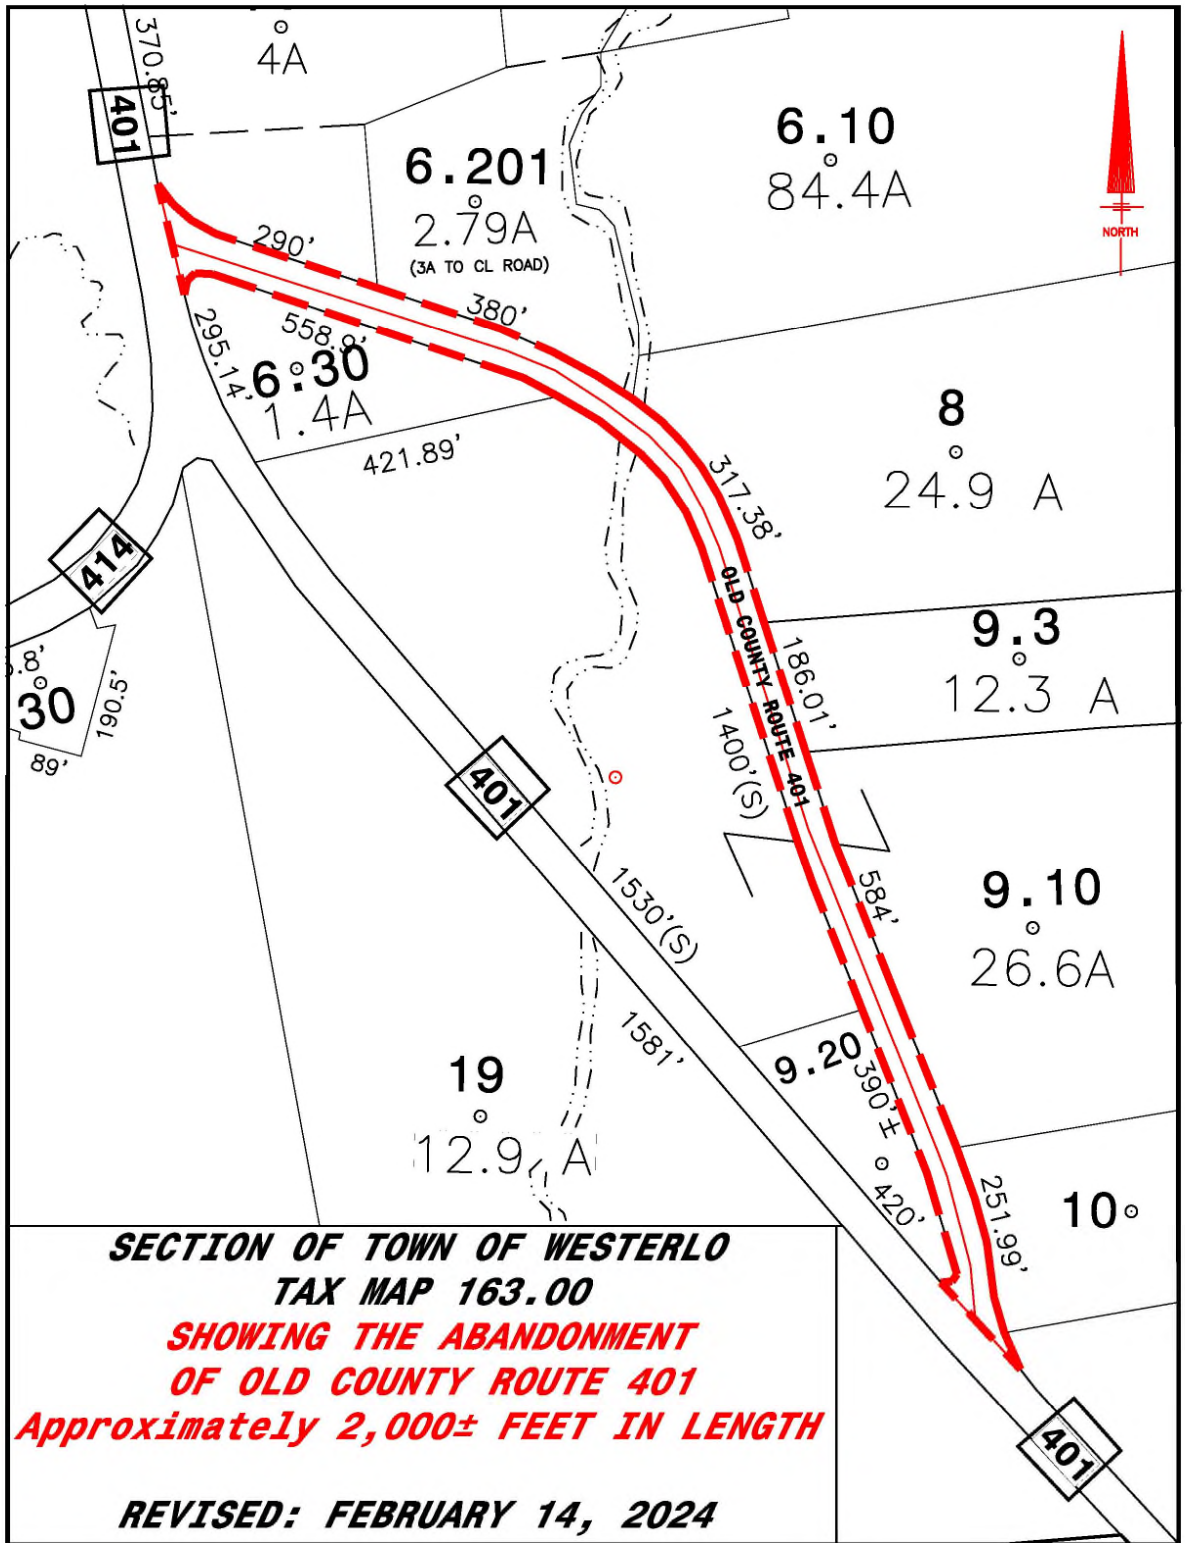 370.85'
4A
401
6.201
2.79A
(3A TO CL ROAD)
6.10
84.4A
NORTH
290'
380'
558.8'
295.14'
6.30
1.4A
421.89'
8
24.9 A
317.38'
414
OLD COUNTY ROUTE 401
9.3
12.3 A
186.01'
.8'
30
190.5'
89'
1400'(S)
401
584'
9.10
26.6A
1530'(S)
1581'
9.20
390'±
420'
19
12.9 A
251.99'
10
SECTION OF TOWN OF WESTERLO
TAX MAP 163.00
SHOWING THE ABANDONMENT
OF OLD COUNTY ROUTE 401
Approximately 2,000± FEET IN LENGTH
REVISED: FEBRUARY 14, 2024
401